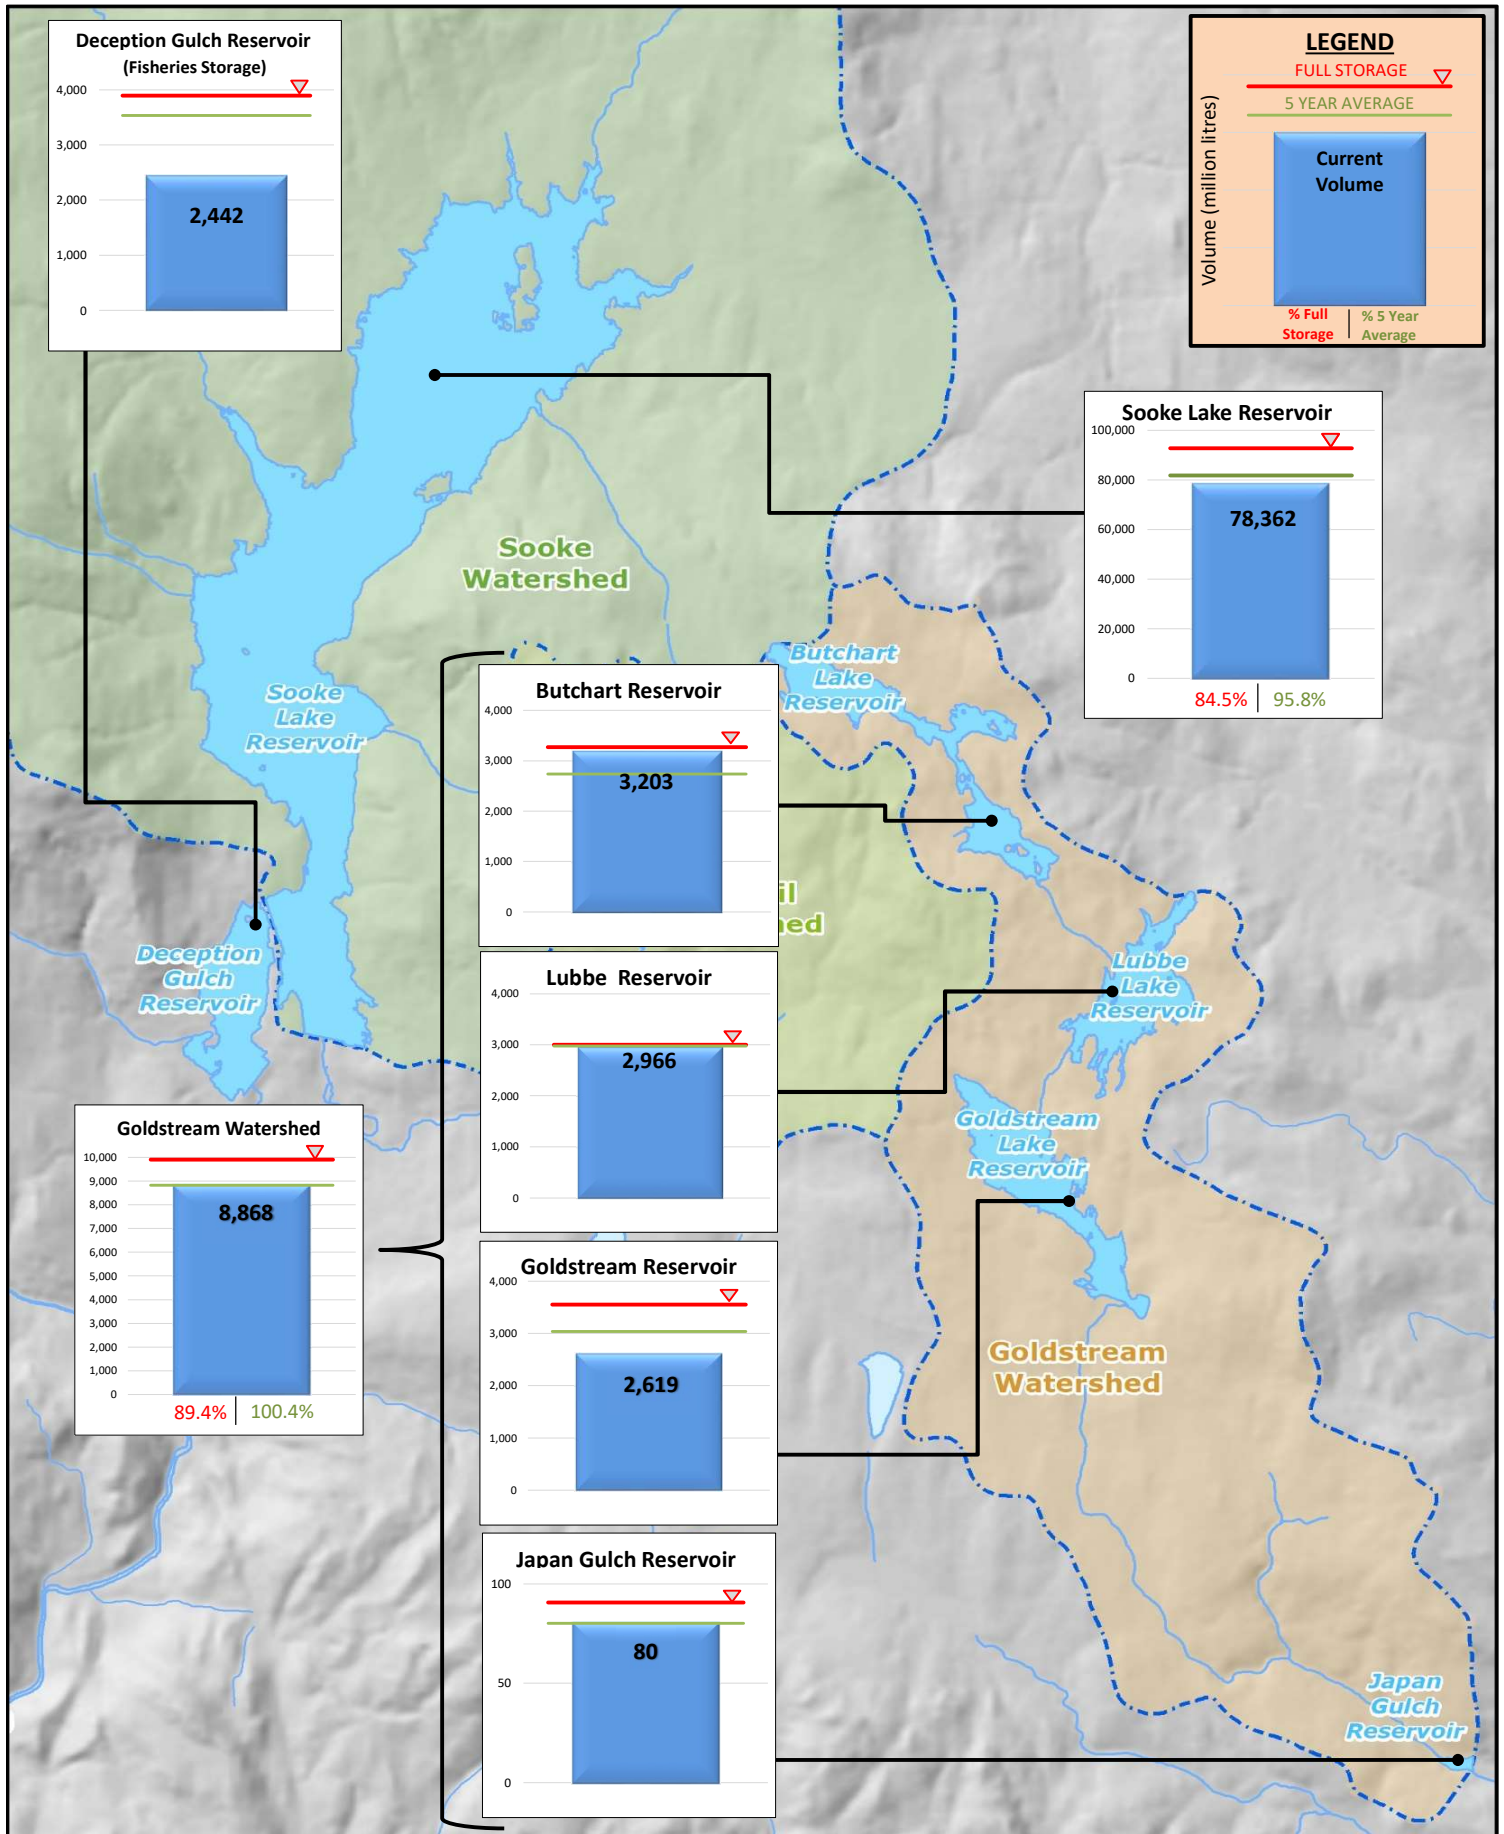 Deception Gulch Reservoir
(Fisheries Storage)
4,000
3,000
2,000
1,000
0
2,442
LEGEND
FULL STORAGE
5 YEAR AVERAGE
Current
Volume
Volume (million litres)
% Full
Storage
% 5 Year
Average
Sooke Lake Reservoir
100,000
80,000
60,000
40,000
20,000
0
78,362
84.5% | 95.8%
Sooke
Watershed
Sooke
Lake
Reservoir
Butchart
Lake
Reservoir
Butchart Reservoir
4,000
3,000
2,000
1,000
0
3,203
il
ed
Deception
Gulch
Reservoir
Lubbe Reservoir
4,000
3,000
2,000
1,000
0
2,966
Lubbe
Lake
Reservoir
Goldstream
Lake
Reservoir
Goldstream Watershed
10,000
9,000
8,000
7,000
6,000
5,000
4,000
3,000
2,000
1,000
0
8,868
89.4% | 100.4%
Goldstream Reservoir
4,000
3,000
2,000
1,000
0
2,619
Goldstream
Watershed
Japan Gulch Reservoir
100
50
0
80
Japan
Gulch
Reservoir